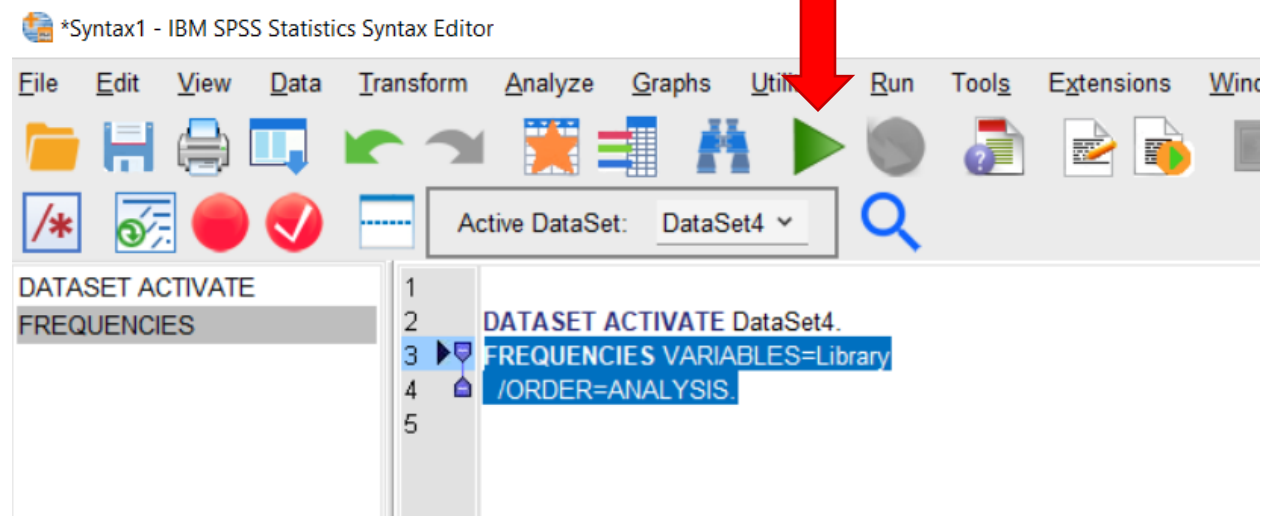 *Syntax1 - IBM SPSS Statistics Syntax Editor
File Edit View Data Transform Analyze Graphs Run Tools Extensions
/*
Active DataSet: DataSet4
DATASET ACTIVATE
FREQUENCIES
1
2 DATASET ACTIVATE DataSet4.
3 FREQUENCIES VARIABLES=Library
4 /ORDER=ANALYSIS.
5